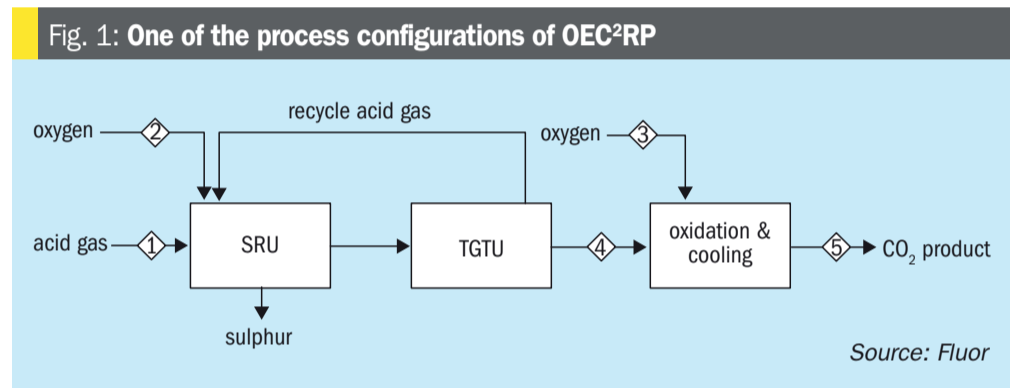 Fig. 1: One of the process configurations of OEC²RP
recycle acid gas
oxygen
2
oxygen
3
acid gas
1
SRU
TGTU
4
oxidation &
cooling
5
CO₂ product
sulphur
Source: Fluor